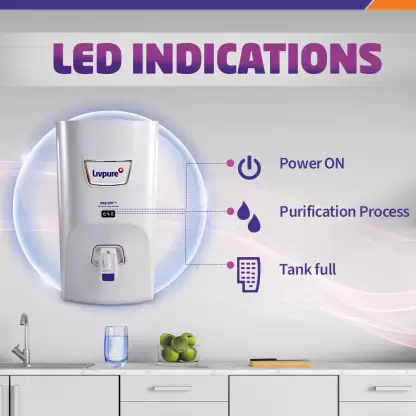 LED INDICATIONS
Livpure
Power ON
Purification Process
Tank full